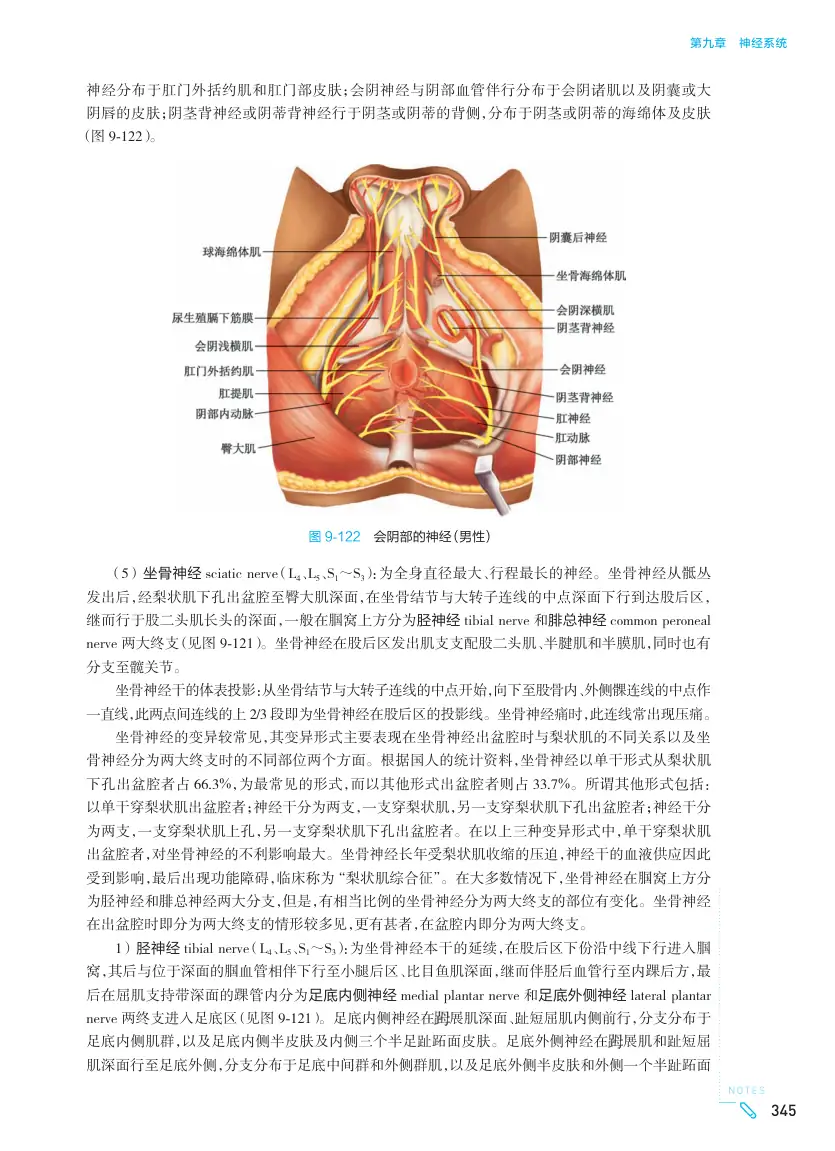 第九章 神经系统
神经分布于肛门外括约肌和肛门部皮肤；会阴神经与阴部血管伴行分布于会阴诸肌以及阴囊或大
阴唇的皮肤；阴茎背神经或阴蒂背神经行于阴茎或阴蒂的背侧，分布于阴茎或阴蒂的海绵体及皮肤
（图 9-122）。
球海绵体肌
尿生殖膈下筋膜
会阴浅横肌
肛门外括约肌
肛提肌
阴部内动脉
臀大肌
阴囊后神经
坐骨海绵体肌
会阴深横肌
阴茎背神经
会阴神经
阴茎背神经
肛神经
肛动脉
阴部神经
图 9-122 会阴部的神经（男性）
（5）坐骨神经 sciatic nerve（L₄、L₅、S₁～S₃）：为全身直径最大、行程最长的神经。坐骨神经从骶丛
发出后，经梨状肌下孔出盆腔至臀大肌深面，在坐骨结节与大转子连线的中点深面下行到达股后区，
继而行于股二头肌长头的深面，一般在腘窝上方分为胫神经 tibial nerve 和腓总神经 common peroneal
nerve 两大终支（见图 9-121）。坐骨神经在股后区发出肌支支配股二头肌、半腱肌和半膜肌，同时也有
分支至髋关节。
坐骨神经干的体表投影：从坐骨结节与大转子连线的中点开始，向下至股骨内、外侧髁连线的中点作
一直线，此两点间连线的上 2/3 段即为坐骨神经在股后区的投影线。坐骨神经痛时，此连线常出现压痛。
坐骨神经的变异较常见，其变异形式主要表现在坐骨神经出盆腔时与梨状肌的不同关系以及坐
骨神经分为两大终支时的不同部位两个方面。根据国人的统计资料，坐骨神经以单干形式从梨状肌
下孔出盆腔者占 66.3%，为最常见的形式，而以其他形式出盆腔者则占 33.7%。所谓其他形式包括：
以单干穿梨状肌出盆腔者；神经干分为两支，一支穿梨状肌，另一支穿梨状肌下孔出盆腔者；神经干分
为两支，一支穿梨状肌上孔，另一支穿梨状肌下孔出盆腔者。在以上三种变异形式中，单干穿梨状肌
出盆腔者，对坐骨神经的不利影响最大。坐骨神经长年受梨状肌收缩的压迫，神经干的血液供应因此
受到影响，最后出现功能障碍，临床称为“梨状肌综合征”。在大多数情况下，坐骨神经在腘窝上方分
为胫神经和腓总神经两大分支，但是，有相当比例的坐骨神经分为两大终支的部位有变化。坐骨神经
在出盆腔时即分为两大终支的情形较多见，更有甚者，在盆腔内即分为两大终支。
1）胫神经 tibial nerve（L₄、L₅、S₁～S₃）：为坐骨神经本干的延续，在股后区下份沿中线下行进入腘
窝，其后与位于深面的腘血管相伴下行至小腿后区、比目鱼肌深面，继而伴胫后血管行至内踝后方，最
后在屈肌支持带深面的踝管内分为足底内侧神经 medial plantar nerve 和足底外侧神经 lateral plantar
nerve 两终支进入足底区（见图 9-121）。足底内侧神经在𧿹展肌深面、趾短屈肌内侧前行，分支分布于
足底内侧肌群，以及足底内侧半皮肤及内侧三个半足趾跖面皮肤。足底外侧神经在𧿹展肌和趾短屈
肌深面行至足底外侧，分支分布于足底中间群和外侧群肌，以及足底外侧半皮肤和外侧一个半趾跖面
NOTES
345